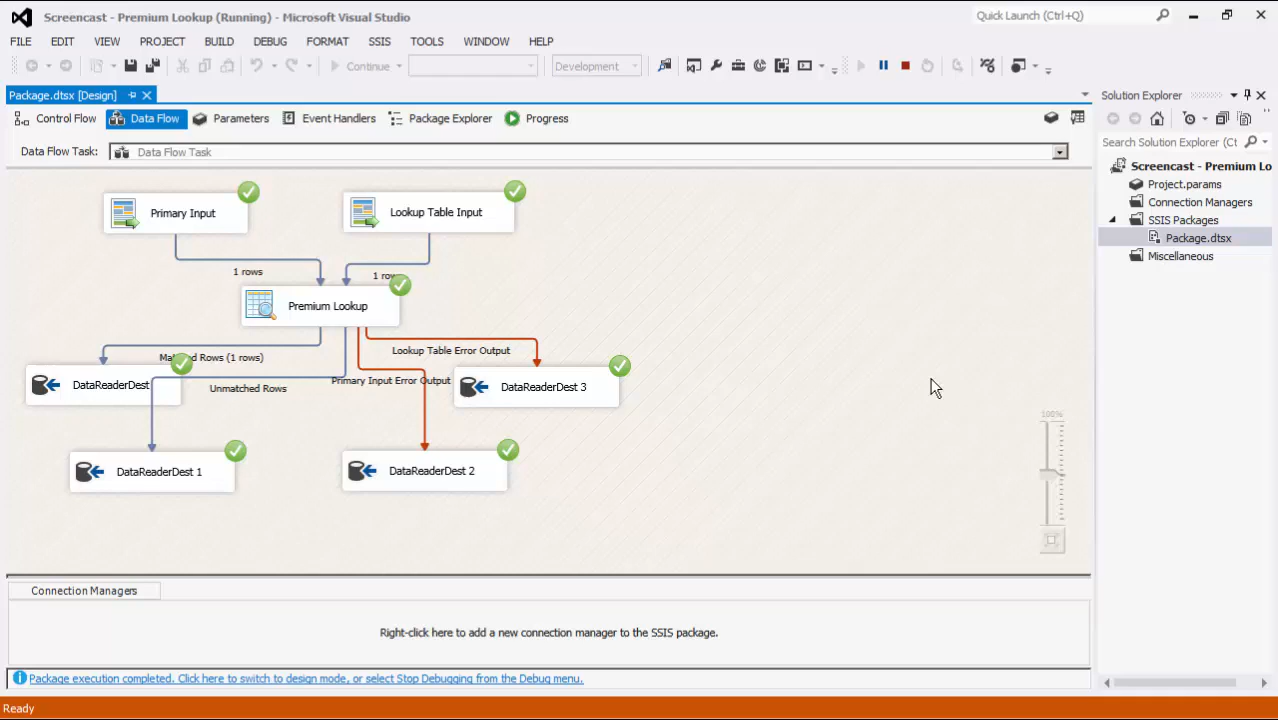 Screencast - Premium Lookup (Running) - Microsoft Visual Studio
Quick Launch (Ctrl+Q)
FILE EDIT VIEW PROJECT BUILD DEBUG FORMAT SSIS TOOLS WINDOW HELP
Continue
Development
Package.dtsx [Design]
Solution Explorer
Control Flow Data Flow Parameters Event Handlers Package Explorer Progress
Data Flow Task: Data Flow Task
Search Solution Explorer (Ct
Screencast - Premium Lo
Project.params
Connection Managers
SSIS Packages
Package.dtsx
Miscellaneous
Primary Input
Lookup Table Input
1 rows
1 row
Premium Lookup
Rows (1 rows)
Lookup Table Error Output
Unmatched Rows
Primary Input Error Output
DataReaderDest
DataReaderDest 3
DataReaderDest 1
DataReaderDest 2
100%
Connection Managers
Right-click here to add a new connection manager to the SSIS package.
Package execution completed. Click here to switch to design mode, or select Stop Debugging from the Debug menu.
Ready